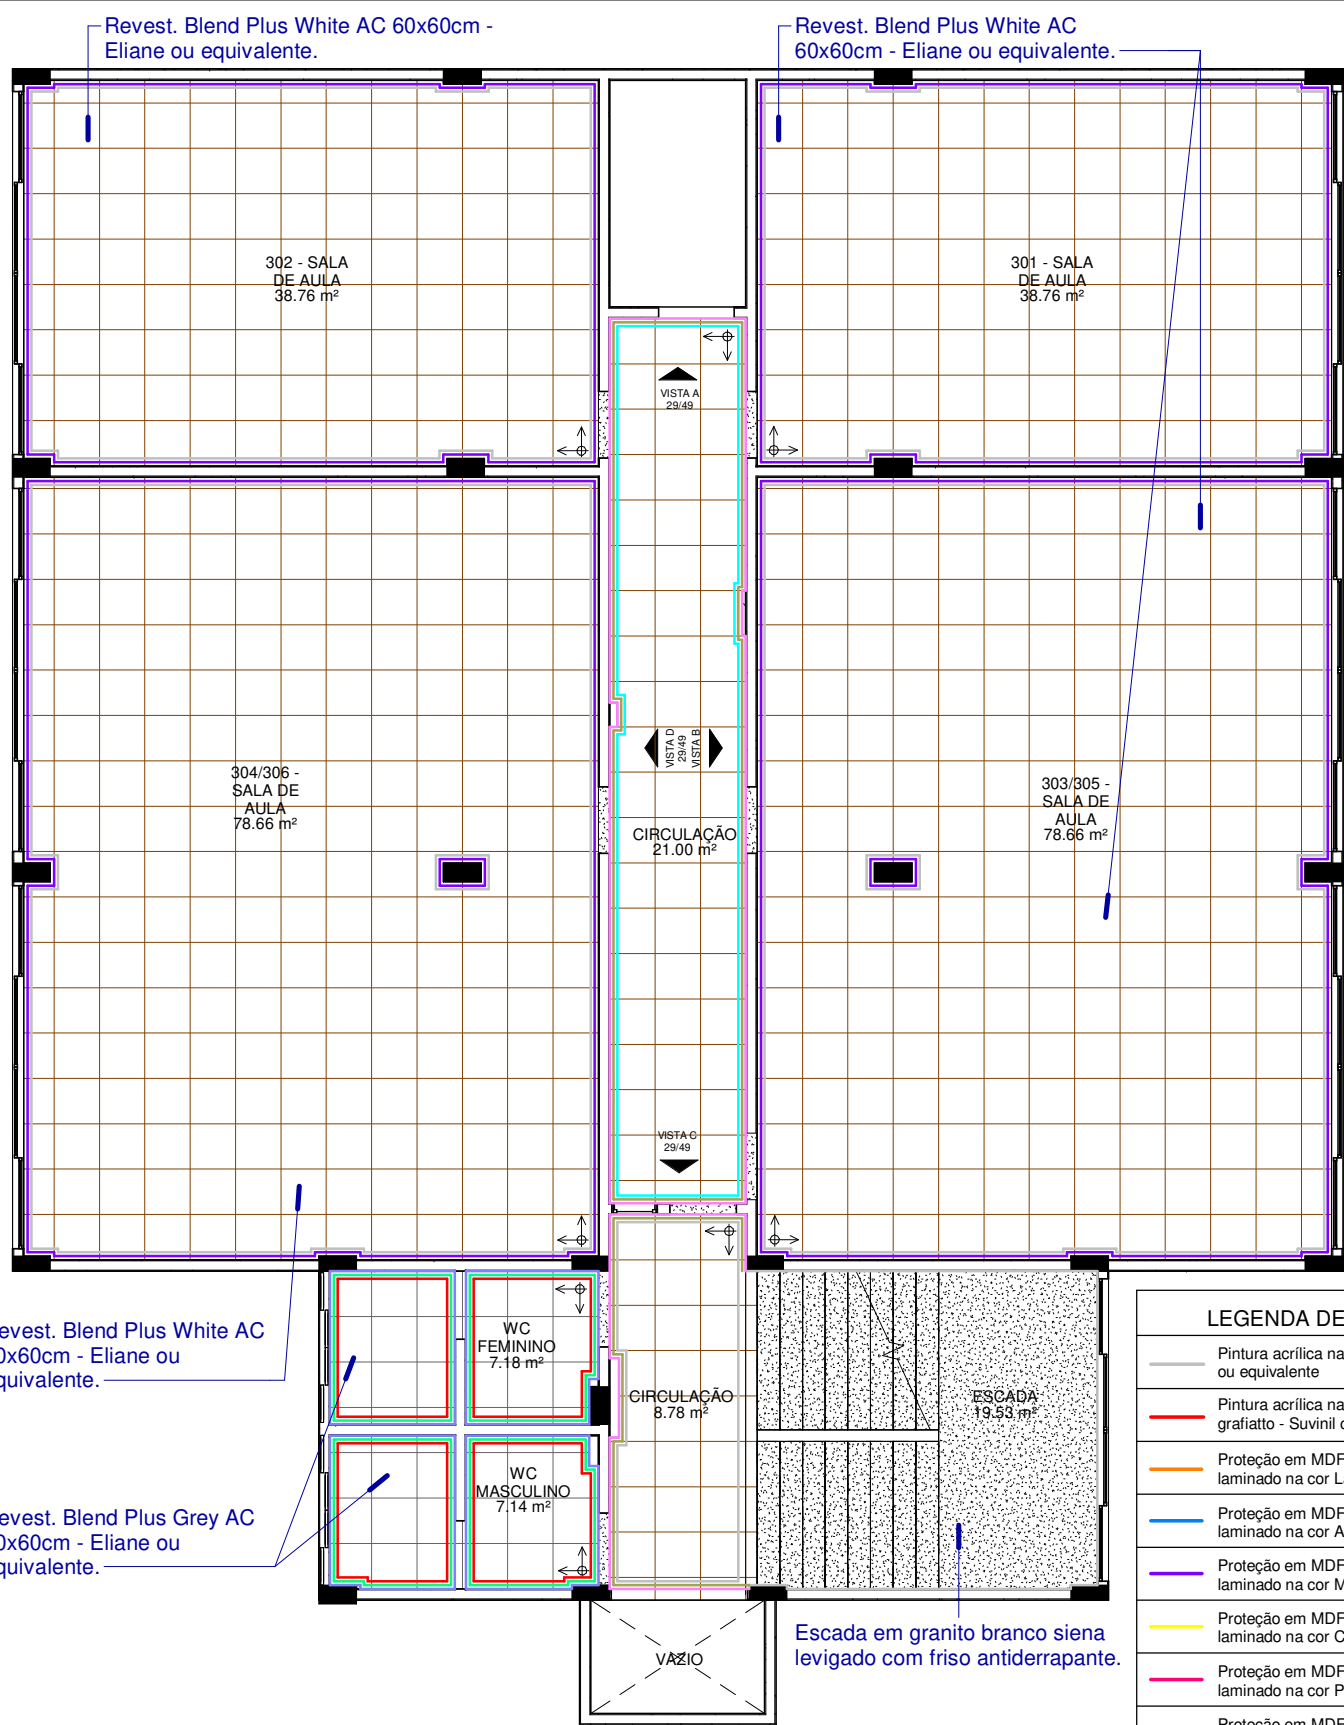 Revest. Blend Plus White AC 60x60cm -
Eliane ou equivalente.
Revest. Blend Plus White AC
60x60cm - Eliane ou equivalente.
302 - SALA
DE AULA
38.76 m²
301 - SALA
DE AULA
38.76 m²
VISTA A
29/49
VISTA D
29/49
VISTA B
304/306 -
SALA DE
AULA
78.66 m²
303/305 -
SALA DE
AULA
78.66 m²
CIRCULAÇÃO
21.00 m²
VISTA C
29/49
WC
FEMININO
7.18 m²
CIRCULAÇÃO
8.78 m²
ESCADA
19.53 m²
WC
MASCULINO
7.14 m²
evest. Blend Plus White AC
0x60cm - Eliane ou
quivalente.
evest. Blend Plus Grey AC
0x60cm - Eliane ou
quivalente.
VAZIO
Escada em granito branco siena
levigado com friso antiderrapante.
LEGENDA DE
Pintura acrílica na
ou equivalente
Pintura acrílica na
grafiatto - Suvinil
Proteção em MDF
laminado na cor
Proteção em MDF
laminado na cor A
Proteção em MDF
laminado na cor M
Proteção em MDF
laminado na cor C
Proteção em MDF
laminado na cor P
Proteção em MDF